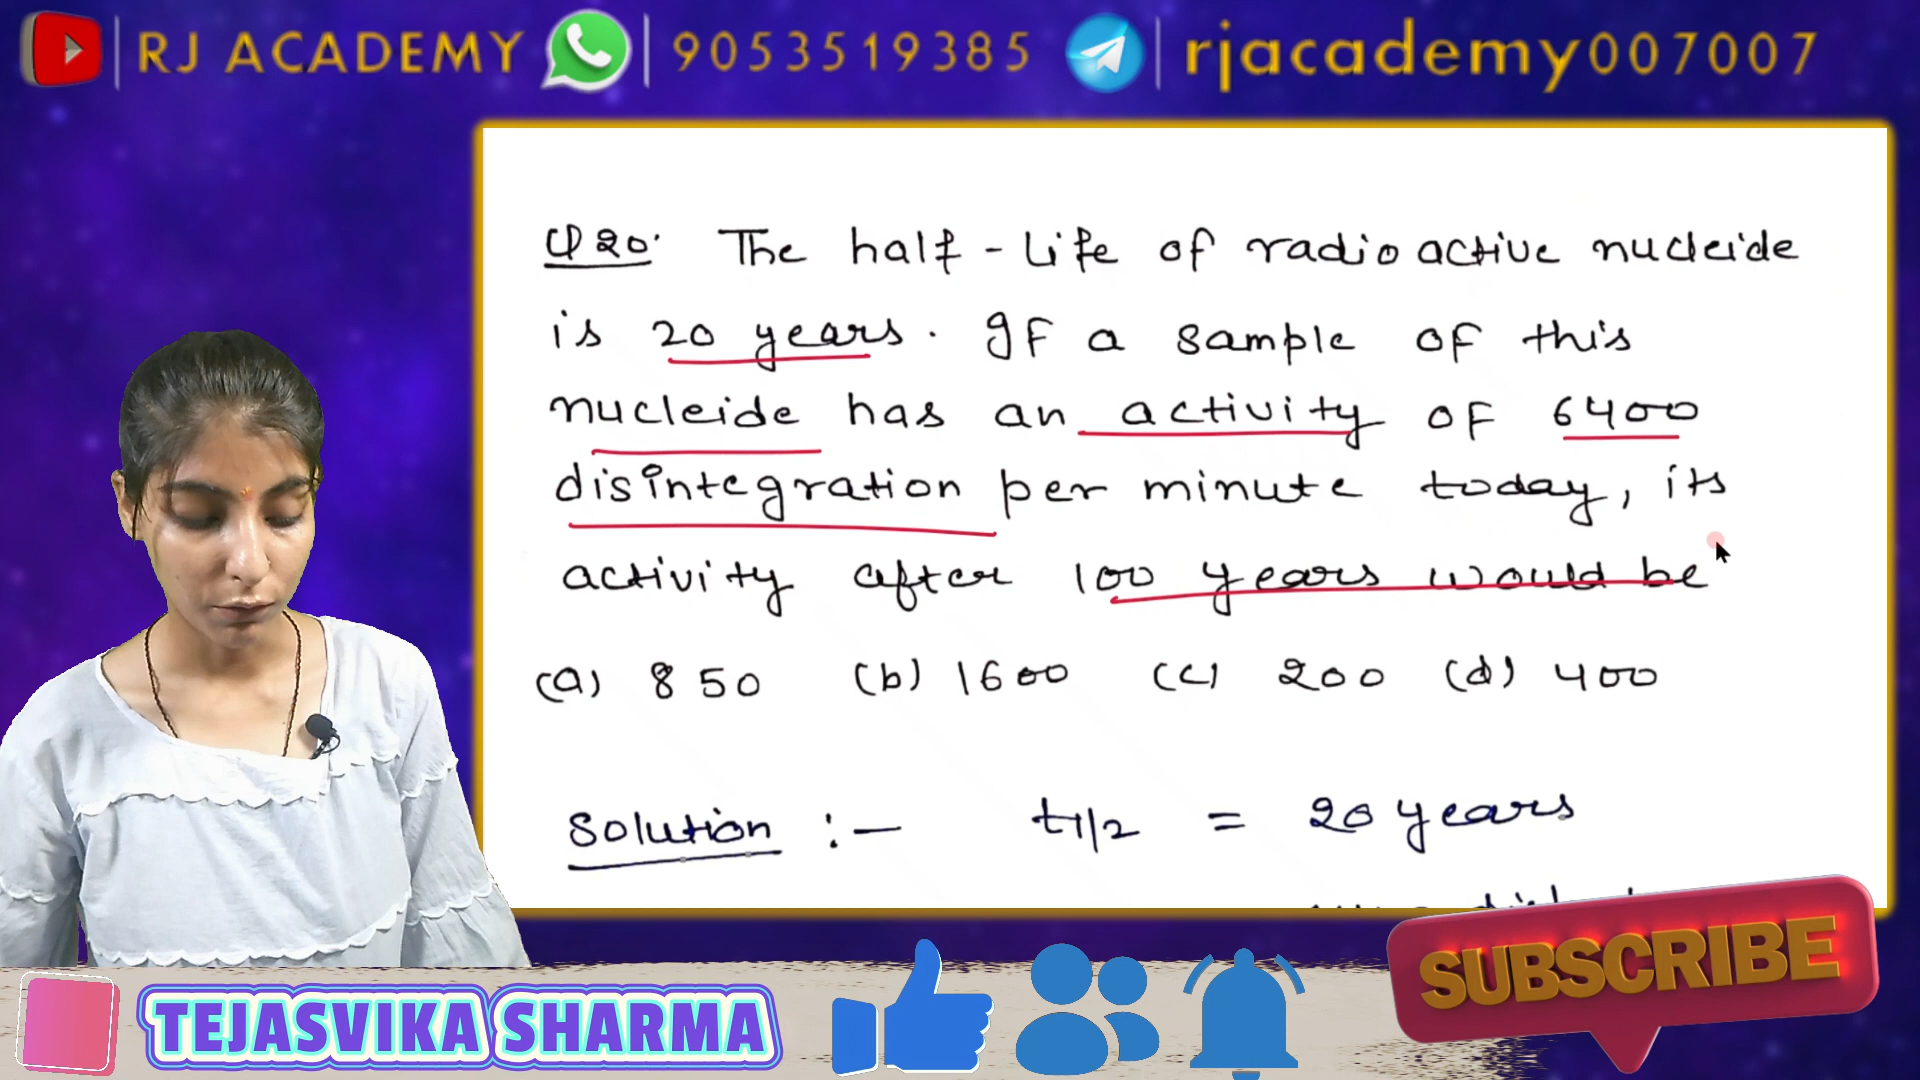 RJ ACADEMY 9053519385 rjacademy007007
Q20. The half-life of radioactive nucleide
is 20 years. If a sample of this
nucleide has an activity of 6400
disintegration per minute today, its
activity after 100 years would be
(a) 850 (b) 1600 (c) 200 (d) 400
Solution :- t1/2 = 20 years
SUBSCRIBE
TEJASVIKA SHARMA